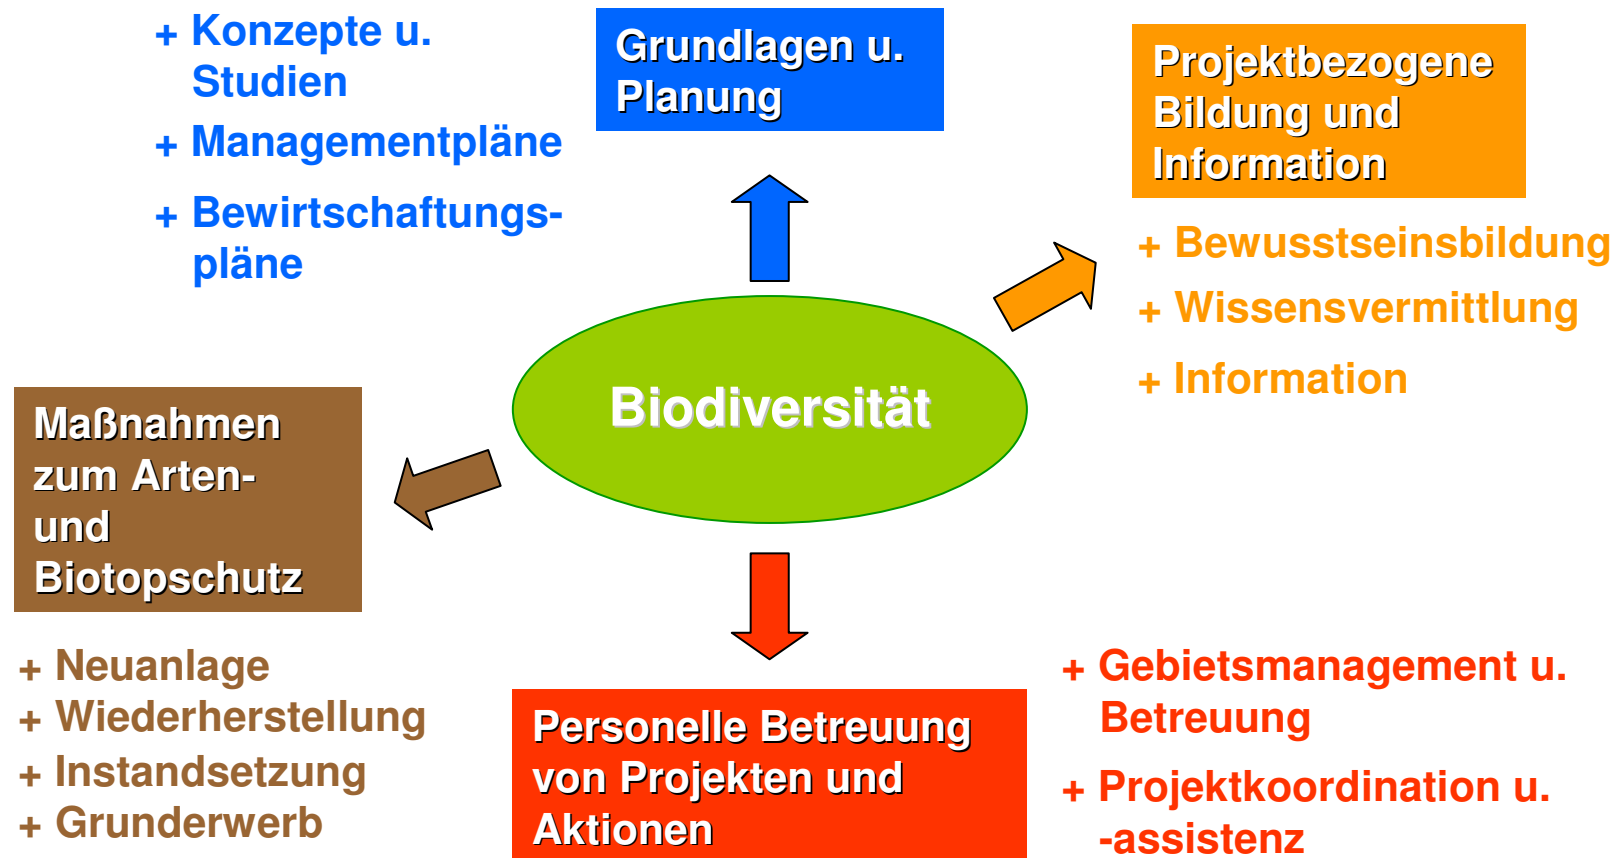 + Konzepte u.
Studien
+ Managementpläne
+ Bewirtschaftungs-
pläne
Grundlagen u.
Planung
Projektbezogene
Bildung und
Information
+ Bewusstseinsbildung
+ Wissensvermittlung
+ Information
Biodiversität
Maßnahmen
zum Arten-
und
Biotopschutz
+ Neuanlage
+ Wiederherstellung
+ Instandsetzung
+ Grunderwerb
Personelle Betreuung
von Projekten und
Aktionen
+ Gebietsmanagement u.
Betreuung
+ Projektkoordination u.
-assistenz